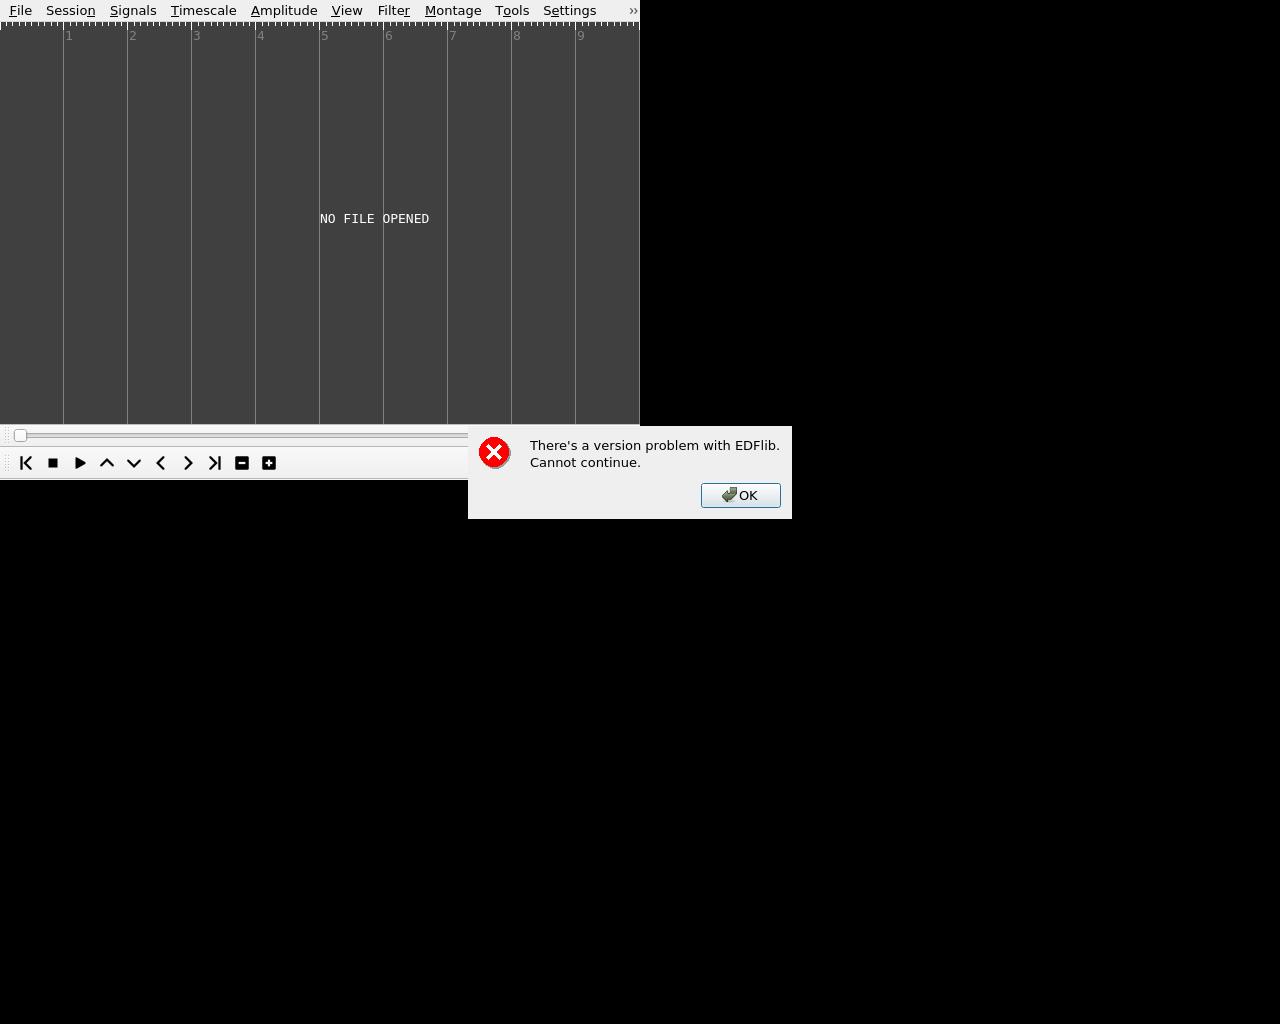 File Session Signals Timescale Amplitude View Filter Montage Tools Settings »
1 2 3 4 5 6 7 8 9
NO FILE OPENED
There's a version problem with EDFlib.
Cannot continue.
OK